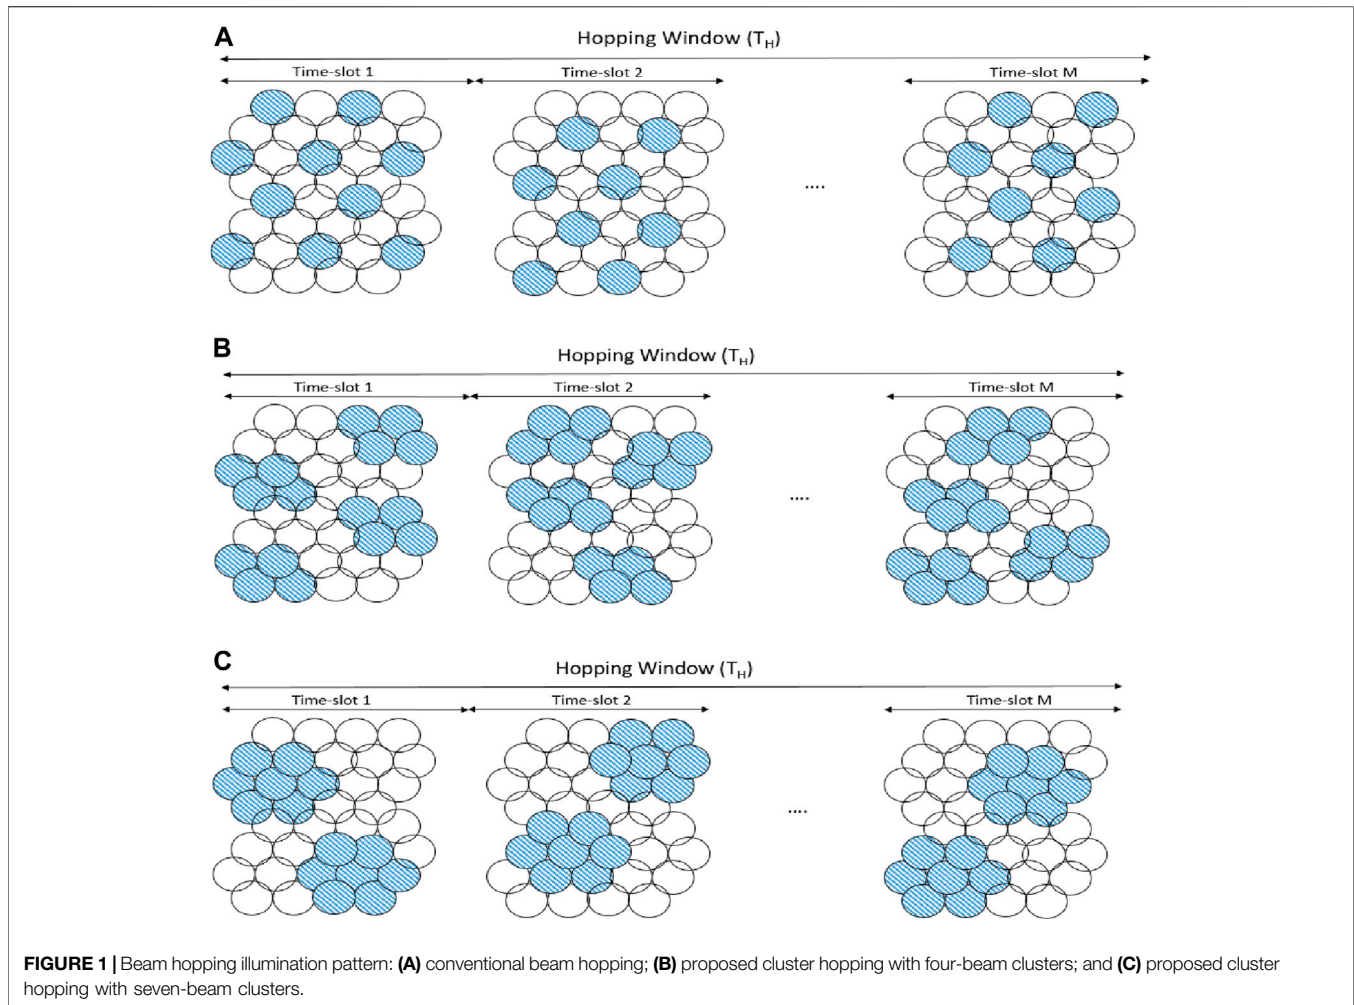 A
Hopping Window (TH)
Time-slot 1 Time-slot 2 Time-slot M
....
B
Hopping Window (TH)
Time-slot 1 Time-slot 2 Time-slot M
....
C
Hopping Window (TH)
Time-slot 1 Time-slot 2 Time-slot M
....
FIGURE 1 | Beam hopping illumination pattern: (A) conventional beam hopping; (B) proposed cluster hopping with four-beam clusters; and (C) proposed cluster
hopping with seven-beam clusters.